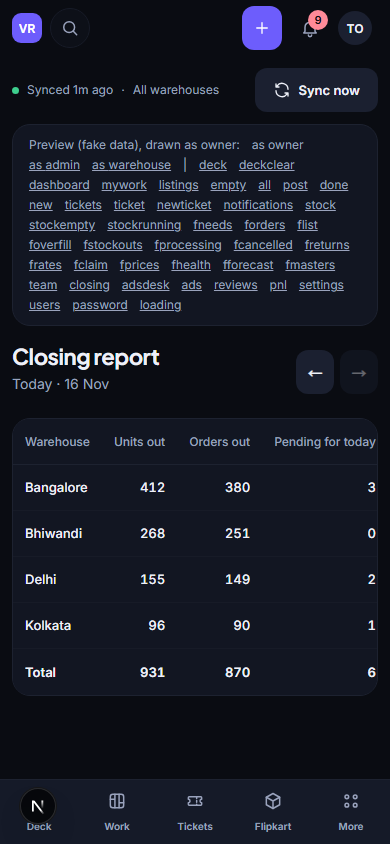 VR
+
9
TO
Synced 1m ago · All warehouses
Sync now
Preview (fake data), drawn as owner: as owner
as admin as warehouse | deck deckclear
dashboard mywork listings empty all post done
new tickets ticket newticket notifications stock
stockempty stockrunning fneeds forders flist
foverfill fstockouts fprocessing fcancelled freturns
frates fclaim fprices fhealth fforecast fmasters
team closing adsdesk ads reviews pnl settings
users password loading
Closing report
Today · 16 Nov
← →
Warehouse Units out Orders out Pending for today
Bangalore 412 380 3
Bhiwandi 268 251 0
Delhi 155 149 2
Kolkata 96 90 1
Total 931 870 6
N
Deck Work Tickets Flipkart More